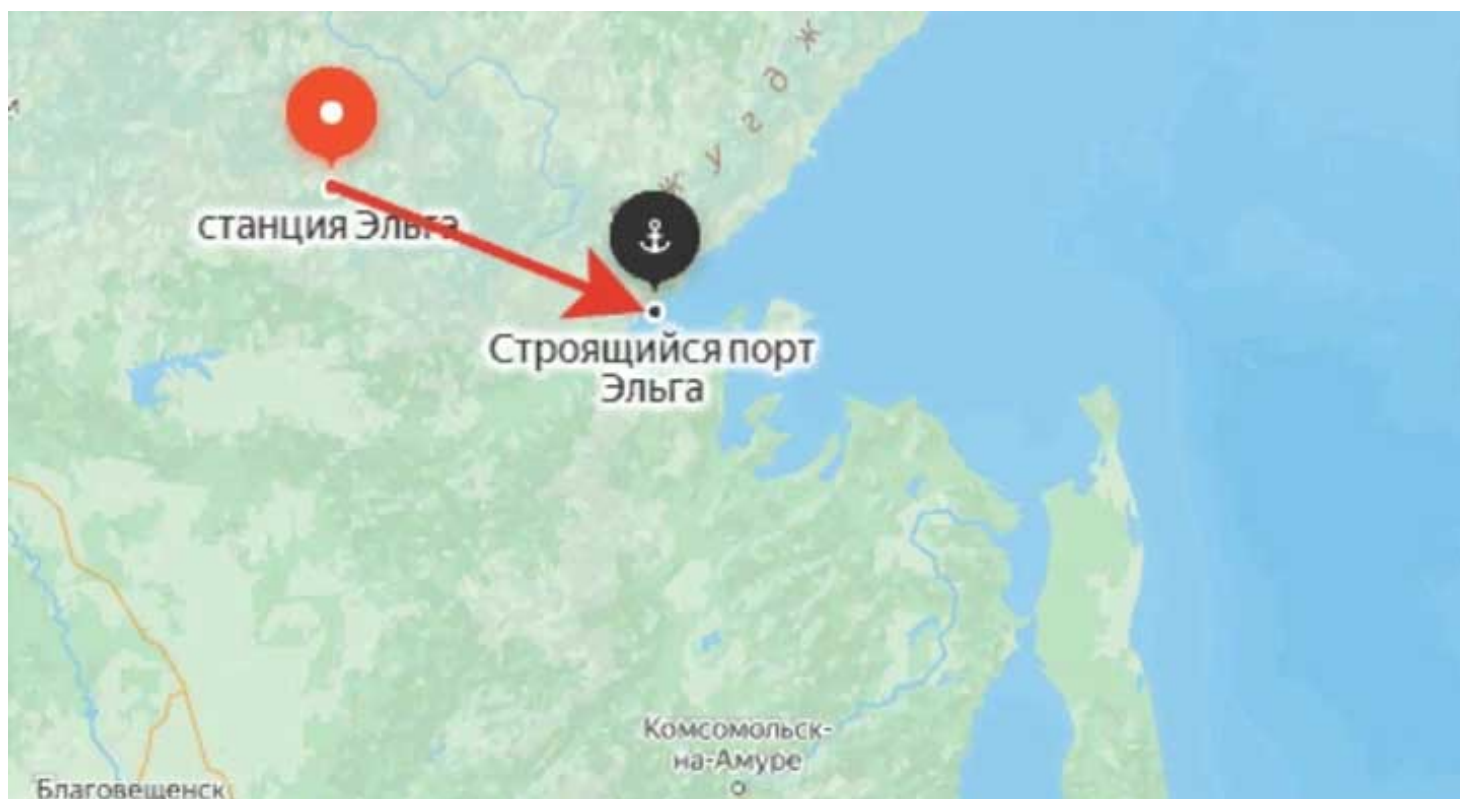 станция Эльга
Строящийся порт
Эльга
Комсомольск-
на-Амуре
Благовещенск